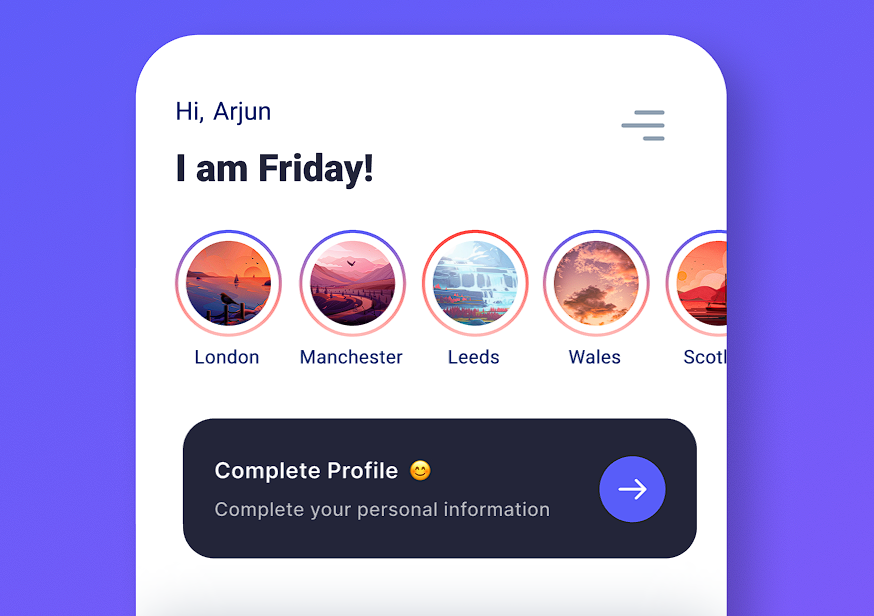 Hi, Arjun
I am Friday!
London Manchester Leeds Wales Scotl
Complete Profile 😊
Complete your personal information